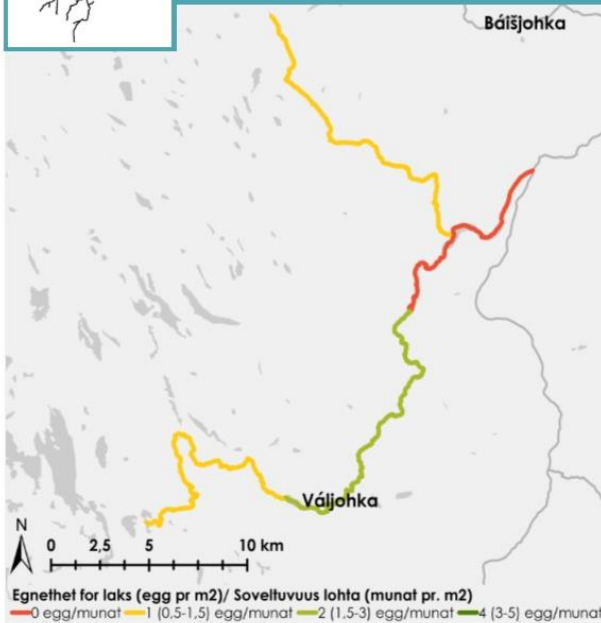 Báišjohka
Váljohka
N
0 2,5 5 10 km
Egnethet for laks (egg pr m2)/ Soveltuvuus lohta (munat pr. m2)
0 egg/munat 1 (0,5-1,5) egg/munat 2 (1,5-3) egg/munat 4 (3-5) egg/munat